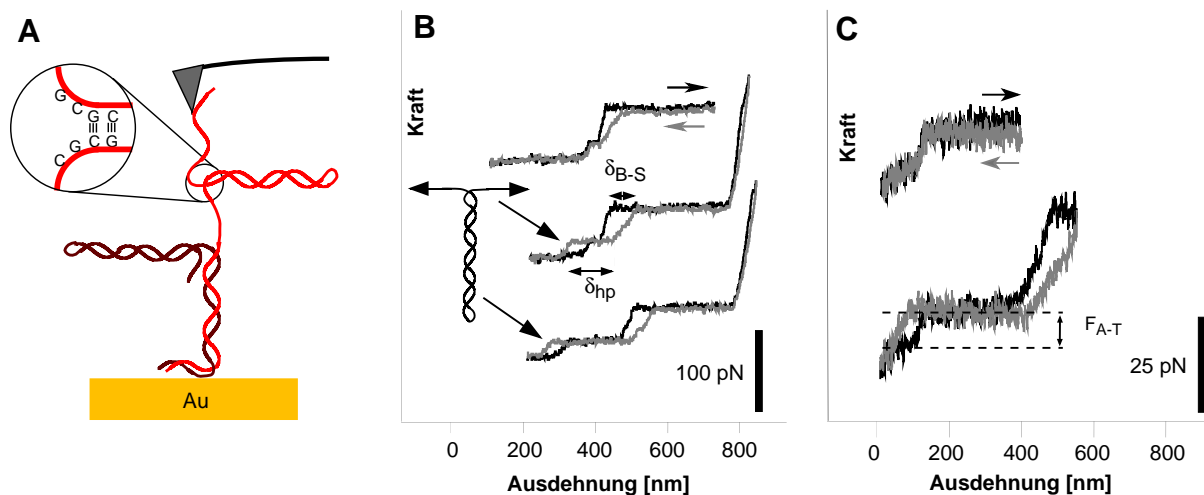 A
G
C
G
C
C
G
C
G
Au
B
Kraft
δB-S
δhp
100 pN
0
200
400
600
800
Ausdehnung [nm]
C
Kraft
FA-T
25 pN
0
200
400
600
800
Ausdehnung [nm]